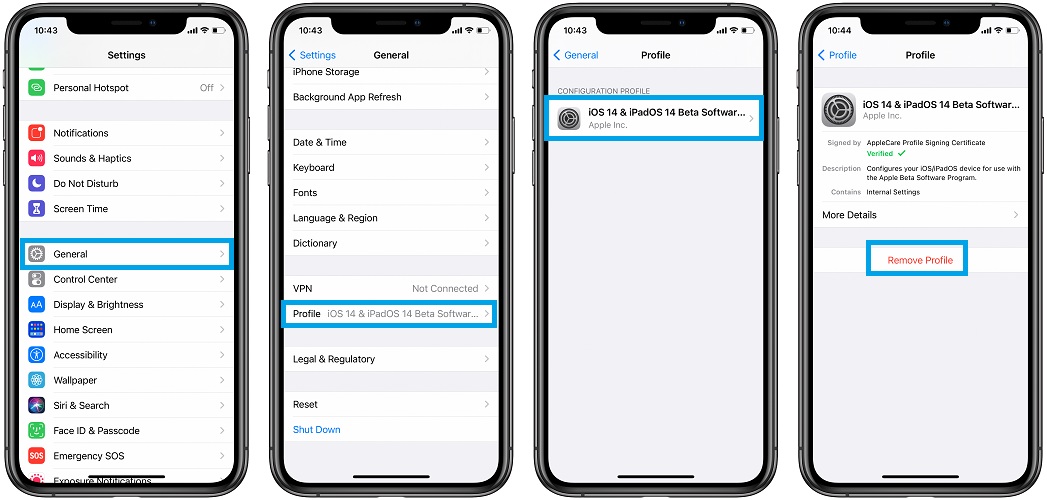 10:43
Settings
Personal Hotspot Off
Notifications
Sounds & Haptics
Do Not Disturb
Screen Time
General
Control Center
AA Display & Brightness
Home Screen
Accessibility
Wallpaper
Siri & Search
Face ID & Passcode
SOS Emergency SOS
Exposure Notifications
10:43
Settings General
iPhone Storage
Background App Refresh
Date & Time
Keyboard
Fonts
Language & Region
Dictionary
VPN Not Connected
Profile iOS 14 & iPadOS 14 Beta Softwar...
Legal & Regulatory
Reset
Shut Down
10:43
General Profile
CONFIGURATION PROFILE
iOS 14 & iPadOS 14 Beta Softwar...
Apple Inc.
10:44
Profile Profile
iOS 14 & iPadOS 14 Beta Softwar...
Apple Inc.
Signed by AppleCare Profile Signing Certificate
Verified ✓
Description Configures your iOS/iPadOS device for use with
the Apple Beta Software Program.
Contains Internal Settings
More Details
Remove Profile